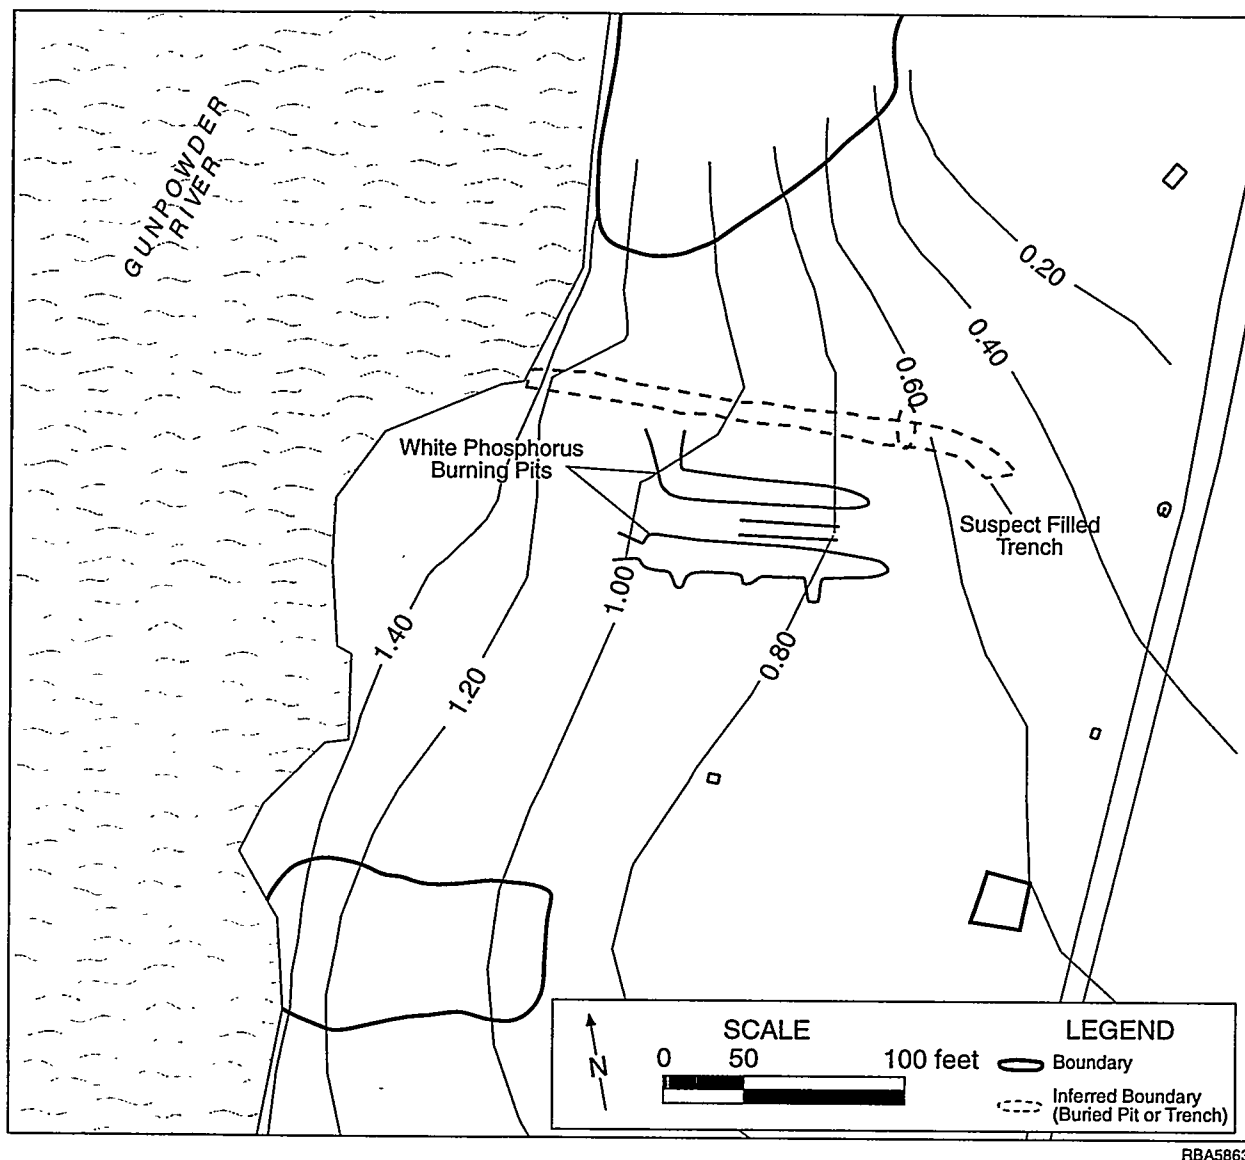 GUNPOWDER
RIVER
0.20
0.40
0.60
White Phosphorus
Burning Pits
Suspect Filled
Trench
1.00
1.40
0.80
1.20
N
SCALE
0 50 100 feet
LEGEND
Boundary
Inferred Boundary
(Buried Pit or Trench)
RBA5863